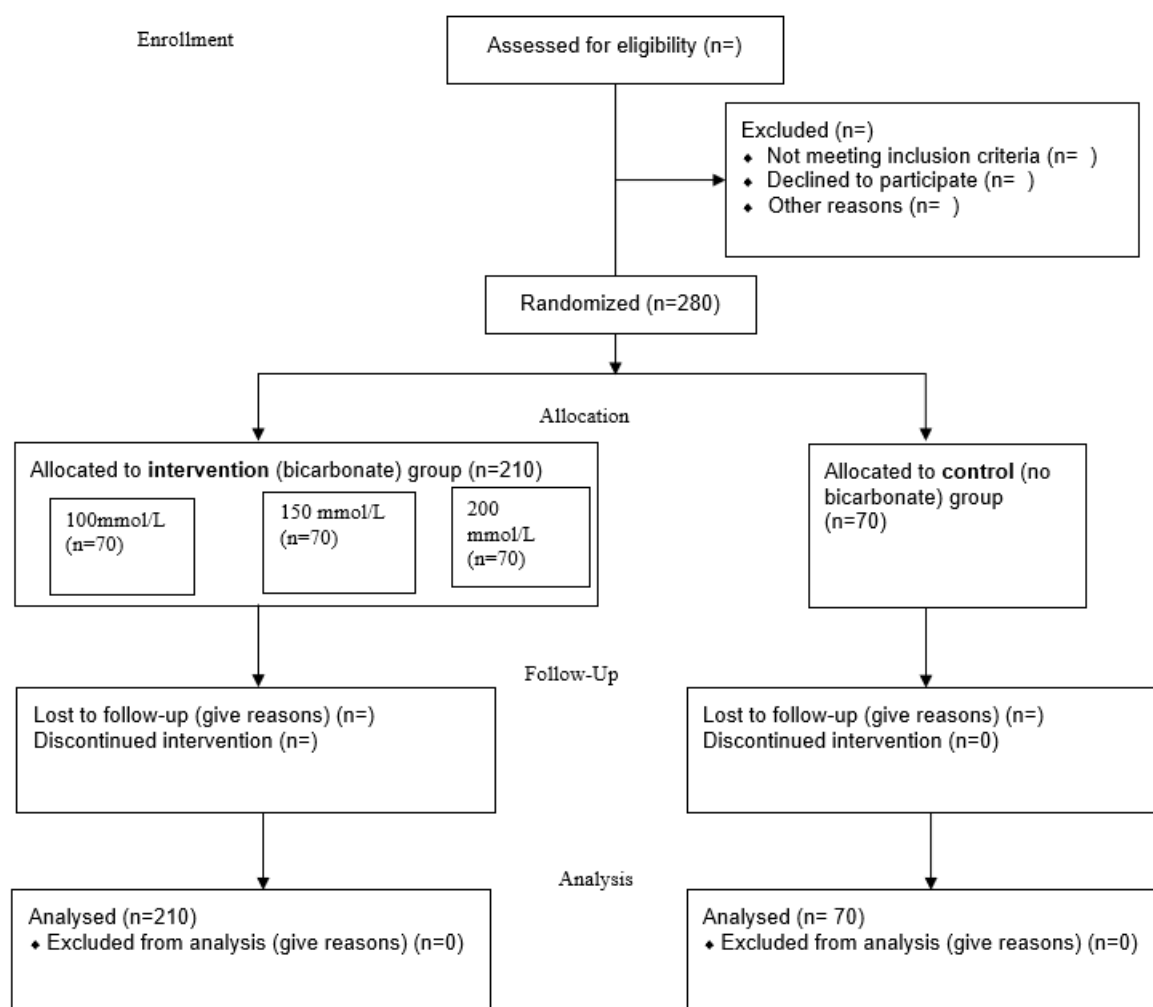 Enrollment
Assessed for eligibility (n=)
Excluded (n=)
⬥ Not meeting inclusion criteria (n=  )
⬥ Declined to participate (n=  )
⬥ Other reasons (n=  )
Randomized (n=280)
Allocation
Allocated to intervention (bicarbonate) group (n=210)
100mmol/L
(n=70)
150 mmol/L
(n=70)
200
mmol/L
(n=70)
Allocated to control (no
bicarbonate) group
(n=70)
Follow-Up
Lost to follow-up (give reasons) (n=)
Discontinued intervention (n=)
Lost to follow-up (give reasons) (n=)
Discontinued intervention (n=0)
Analysis
Analysed (n=210)
⬥ Excluded from analysis (give reasons) (n=0)
Analysed (n= 70)
⬥ Excluded from analysis (give reasons) (n=0)